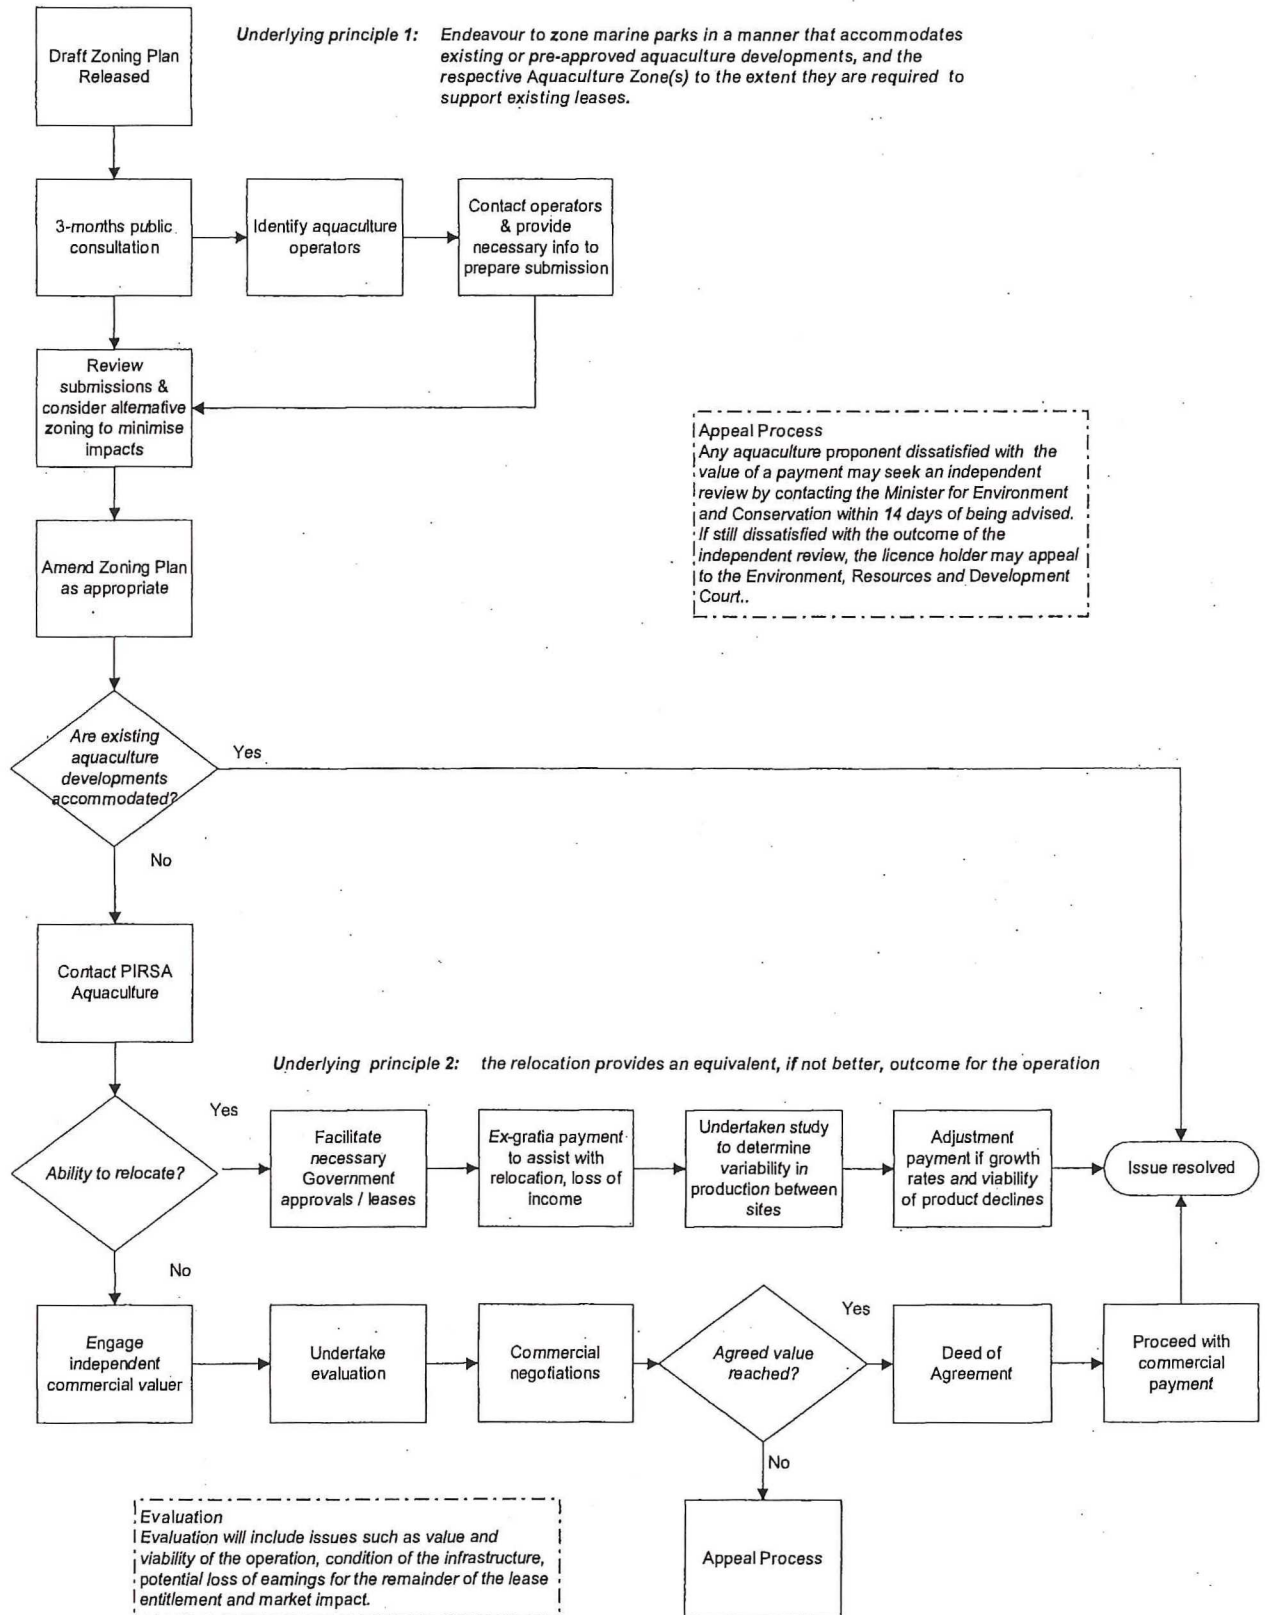 Draft Zoning Plan
Released
Underlying principle 1: Endeavour to zone marine parks in a manner that accommodates
existing or pre-approved aquaculture developments, and the
respective Aquaculture Zone(s) to the extent they are required to
support existing leases.
3-months public
consultation
Identify aquaculture
operators
Contact operators
& provide
necessary info to
prepare submission
Review
submissions &
consider alternative
zoning to minimise
impacts
Appeal Process
Any aquaculture proponent dissatisfied with the
value of a payment may seek an independent
review by contacting the Minister for Environment
and Conservation within 14 days of being advised.
If still dissatisfied with the outcome of the
independent review, the licence holder may appeal
to the Environment, Resources and Development
Court..
Amend Zoning Plan
as appropriate
Are existing
aquaculture
developments
accommodated?
Yes
No
Contact PIRSA
Aquaculture
Underlying principle 2: the relocation provides an equivalent, if not better, outcome for the operation
Ability to relocate?
Yes
Facilitate
necessary
Government
approvals / leases
Ex-gratia payment
to assist with
relocation, loss of
income
Undertaken study
to determine
variability in
production between
sites
Adjustment
payment if growth
rates and viability
of product declines
Issue resolved
No
Engage
independent
commercial valuer
Undertake
evaluation
Commercial
negotiations
Agreed value
reached?
Yes
Deed of
Agreement
Proceed with
commercial
payment
No
Appeal Process
Evaluation
Evaluation will include issues such as value and
viability of the operation, condition of the infrastructure,
potential loss of earnings for the remainder of the lease
entitlement and market impact.